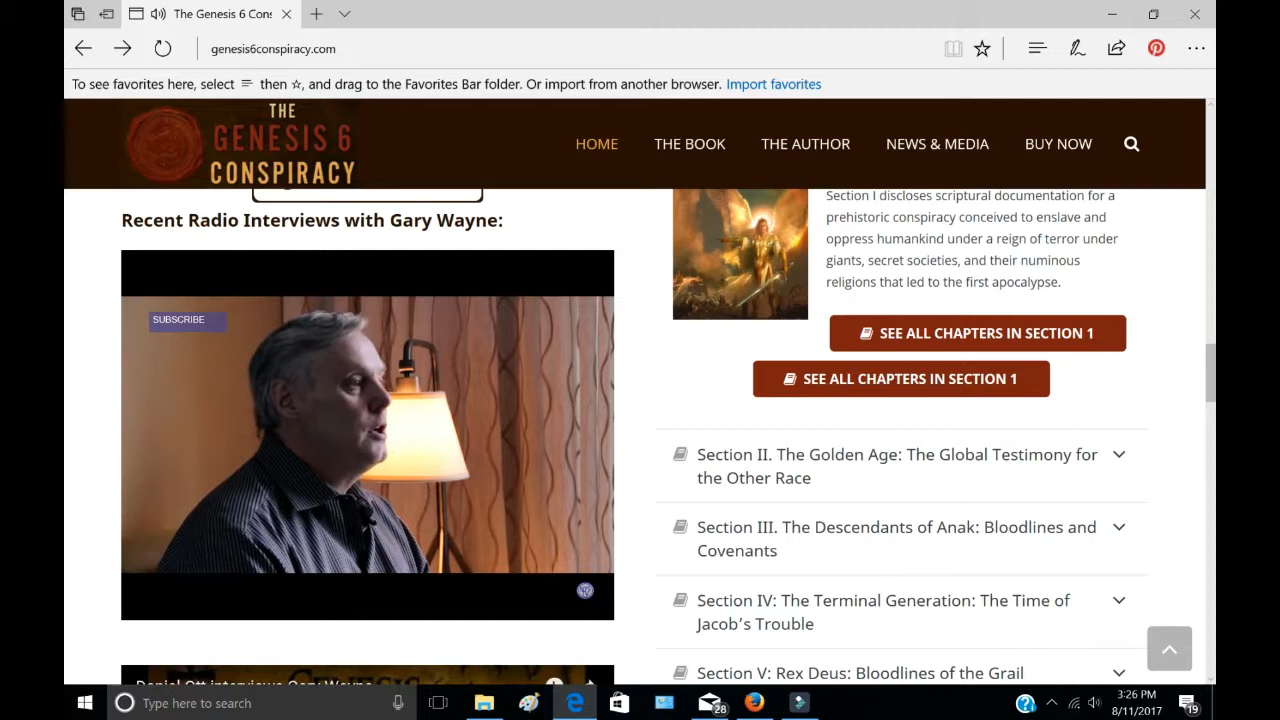 The Genesis 6 Cons
genesis6conspiracy.com
To see favorites here, select then ☆, and drag to the Favorites Bar folder. Or import from another browser. Import favorites
THE
GENESIS 6
CONSPIRACY
HOME THE BOOK THE AUTHOR NEWS & MEDIA BUY NOW
Recent Radio Interviews with Gary Wayne:
SUBSCRIBE
Daniel Ott interviews Gary Wayne
GENESIS
Section I discloses scriptural documentation for a
prehistoric conspiracy conceived to enslave and
oppress humankind under a reign of terror under
giants, secret societies, and their numinous
religions that led to the first apocalypse.
SEE ALL CHAPTERS IN SECTION 1
SEE ALL CHAPTERS IN SECTION 1
Section II. The Golden Age: The Global Testimony for
the Other Race
Section III. The Descendants of Anak: Bloodlines and
Covenants
Section IV: The Terminal Generation: The Time of
Jacob’s Trouble
Section V: Rex Deus: Bloodlines of the Grail
Type here to search
28
3:26 PM
8/11/2017
19